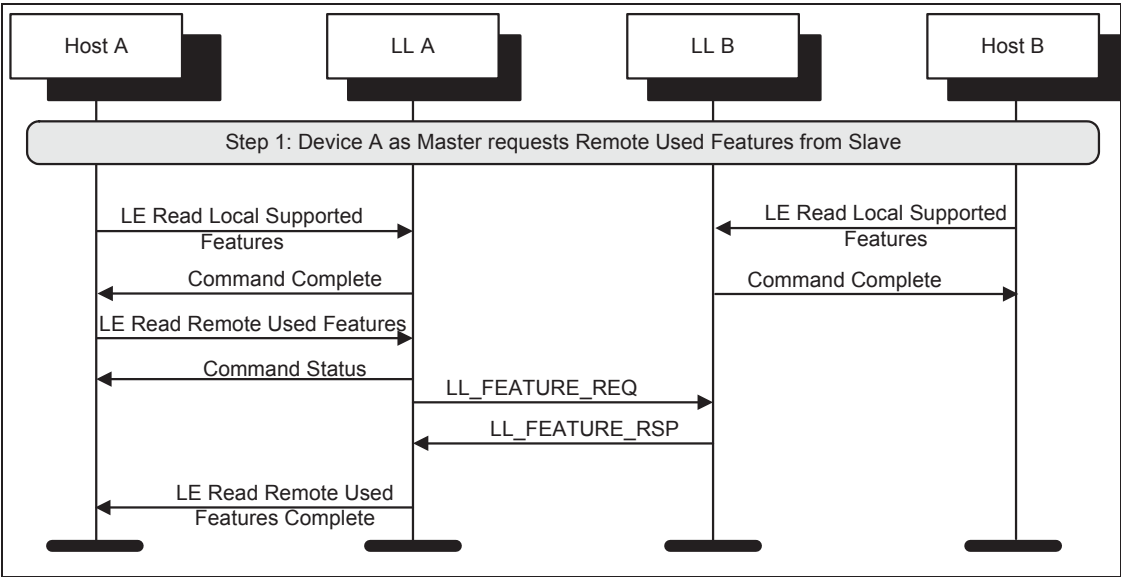 Host A
LL A
LL B
Host B
Step 1: Device A as Master requests Remote Used Features from Slave
LE Read Local Supported
Features
LE Read Local Supported
Features
Command Complete
Command Complete
LE Read Remote Used Features
Command Status
LL_FEATURE_REQ
LL_FEATURE_RSP
LE Read Remote Used
Features Complete